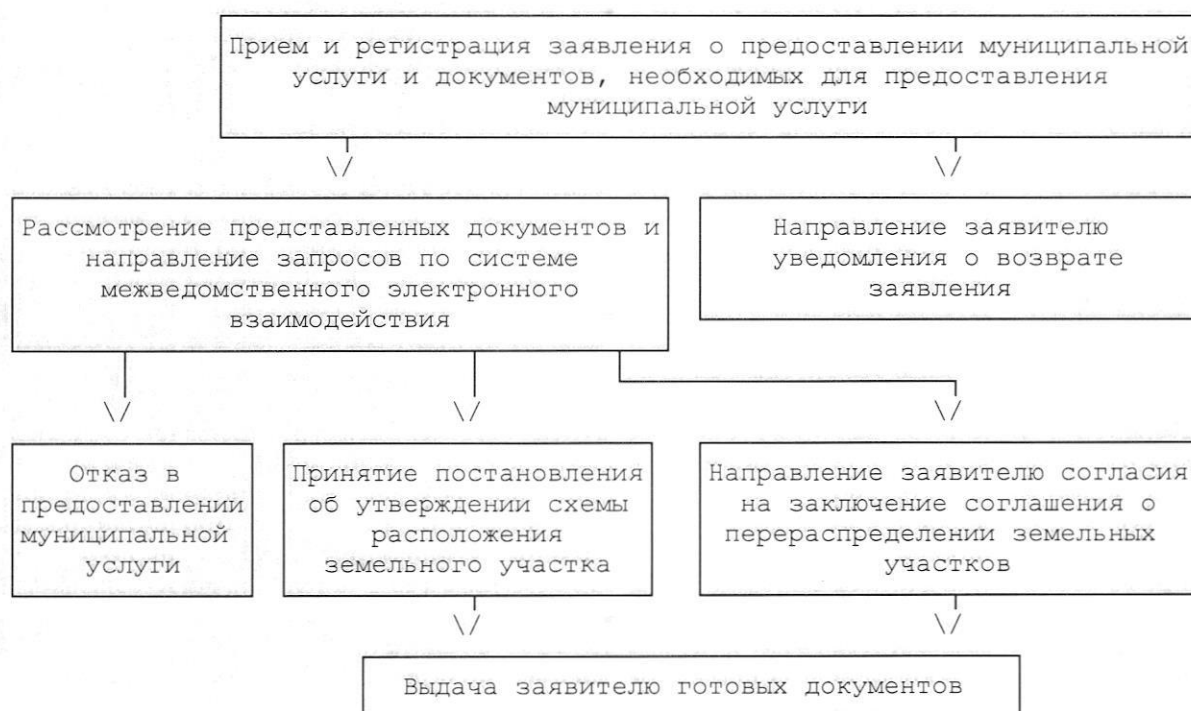 Прием и регистрация заявления о предоставлении муниципальной
услуги и документов, необходимых для предоставления
муниципальной услуги
\/
\/
Рассмотрение представленных документов и
направление запросов по системе
межведомственного электронного
взаимодействия
Направление заявителю
уведомления о возврате
заявления
\/
\/
\/
Отказ в
предоставлении
муниципальной
услуги
Принятие постановления
об утверждении схемы
расположения
земельного участка
Направление заявителю согласия
на заключение соглашения о
перераспределении земельных
участков
\/
\/
Выдача заявителю готовых документов